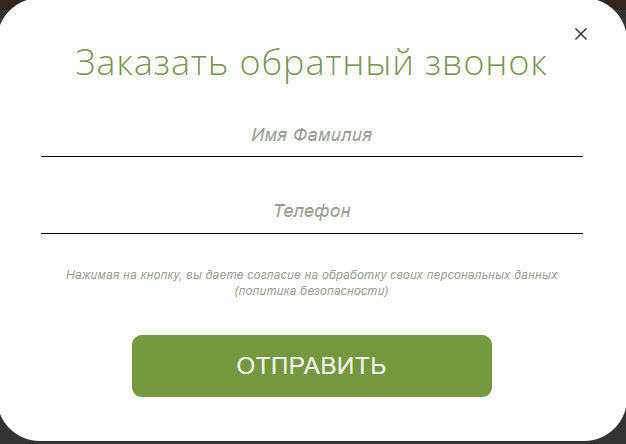 Заказать обратный звонок
Имя Фамилия
Телефон
Нажимая на кнопку, вы даете согласие на обработку своих персональных данных
(политика безопасности)
ОТПРАВИТЬ